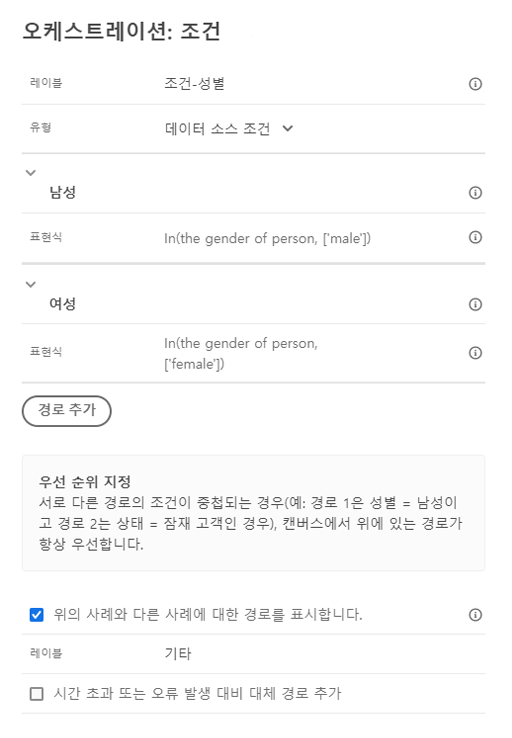 오케스트레이션: 조건
레이블 조건-성별
유형 데이터 소스 조건
남성
표현식 In(the gender of person, ['male'])
여성
표현식 In(the gender of person,
['female'])
경로 추가
우선 순위 지정
서로 다른 경로의 조건이 중첩되는 경우(예: 경로 1은 성별 = 남성이
고 경로 2는 상태 = 잠재 고객인 경우), 캔버스에서 위에 있는 경로가
항상 우선합니다.
위의 사례와 다른 사례에 대한 경로를 표시합니다.
레이블 기타
시간 초과 또는 오류 발생 대비 대체 경로 추가